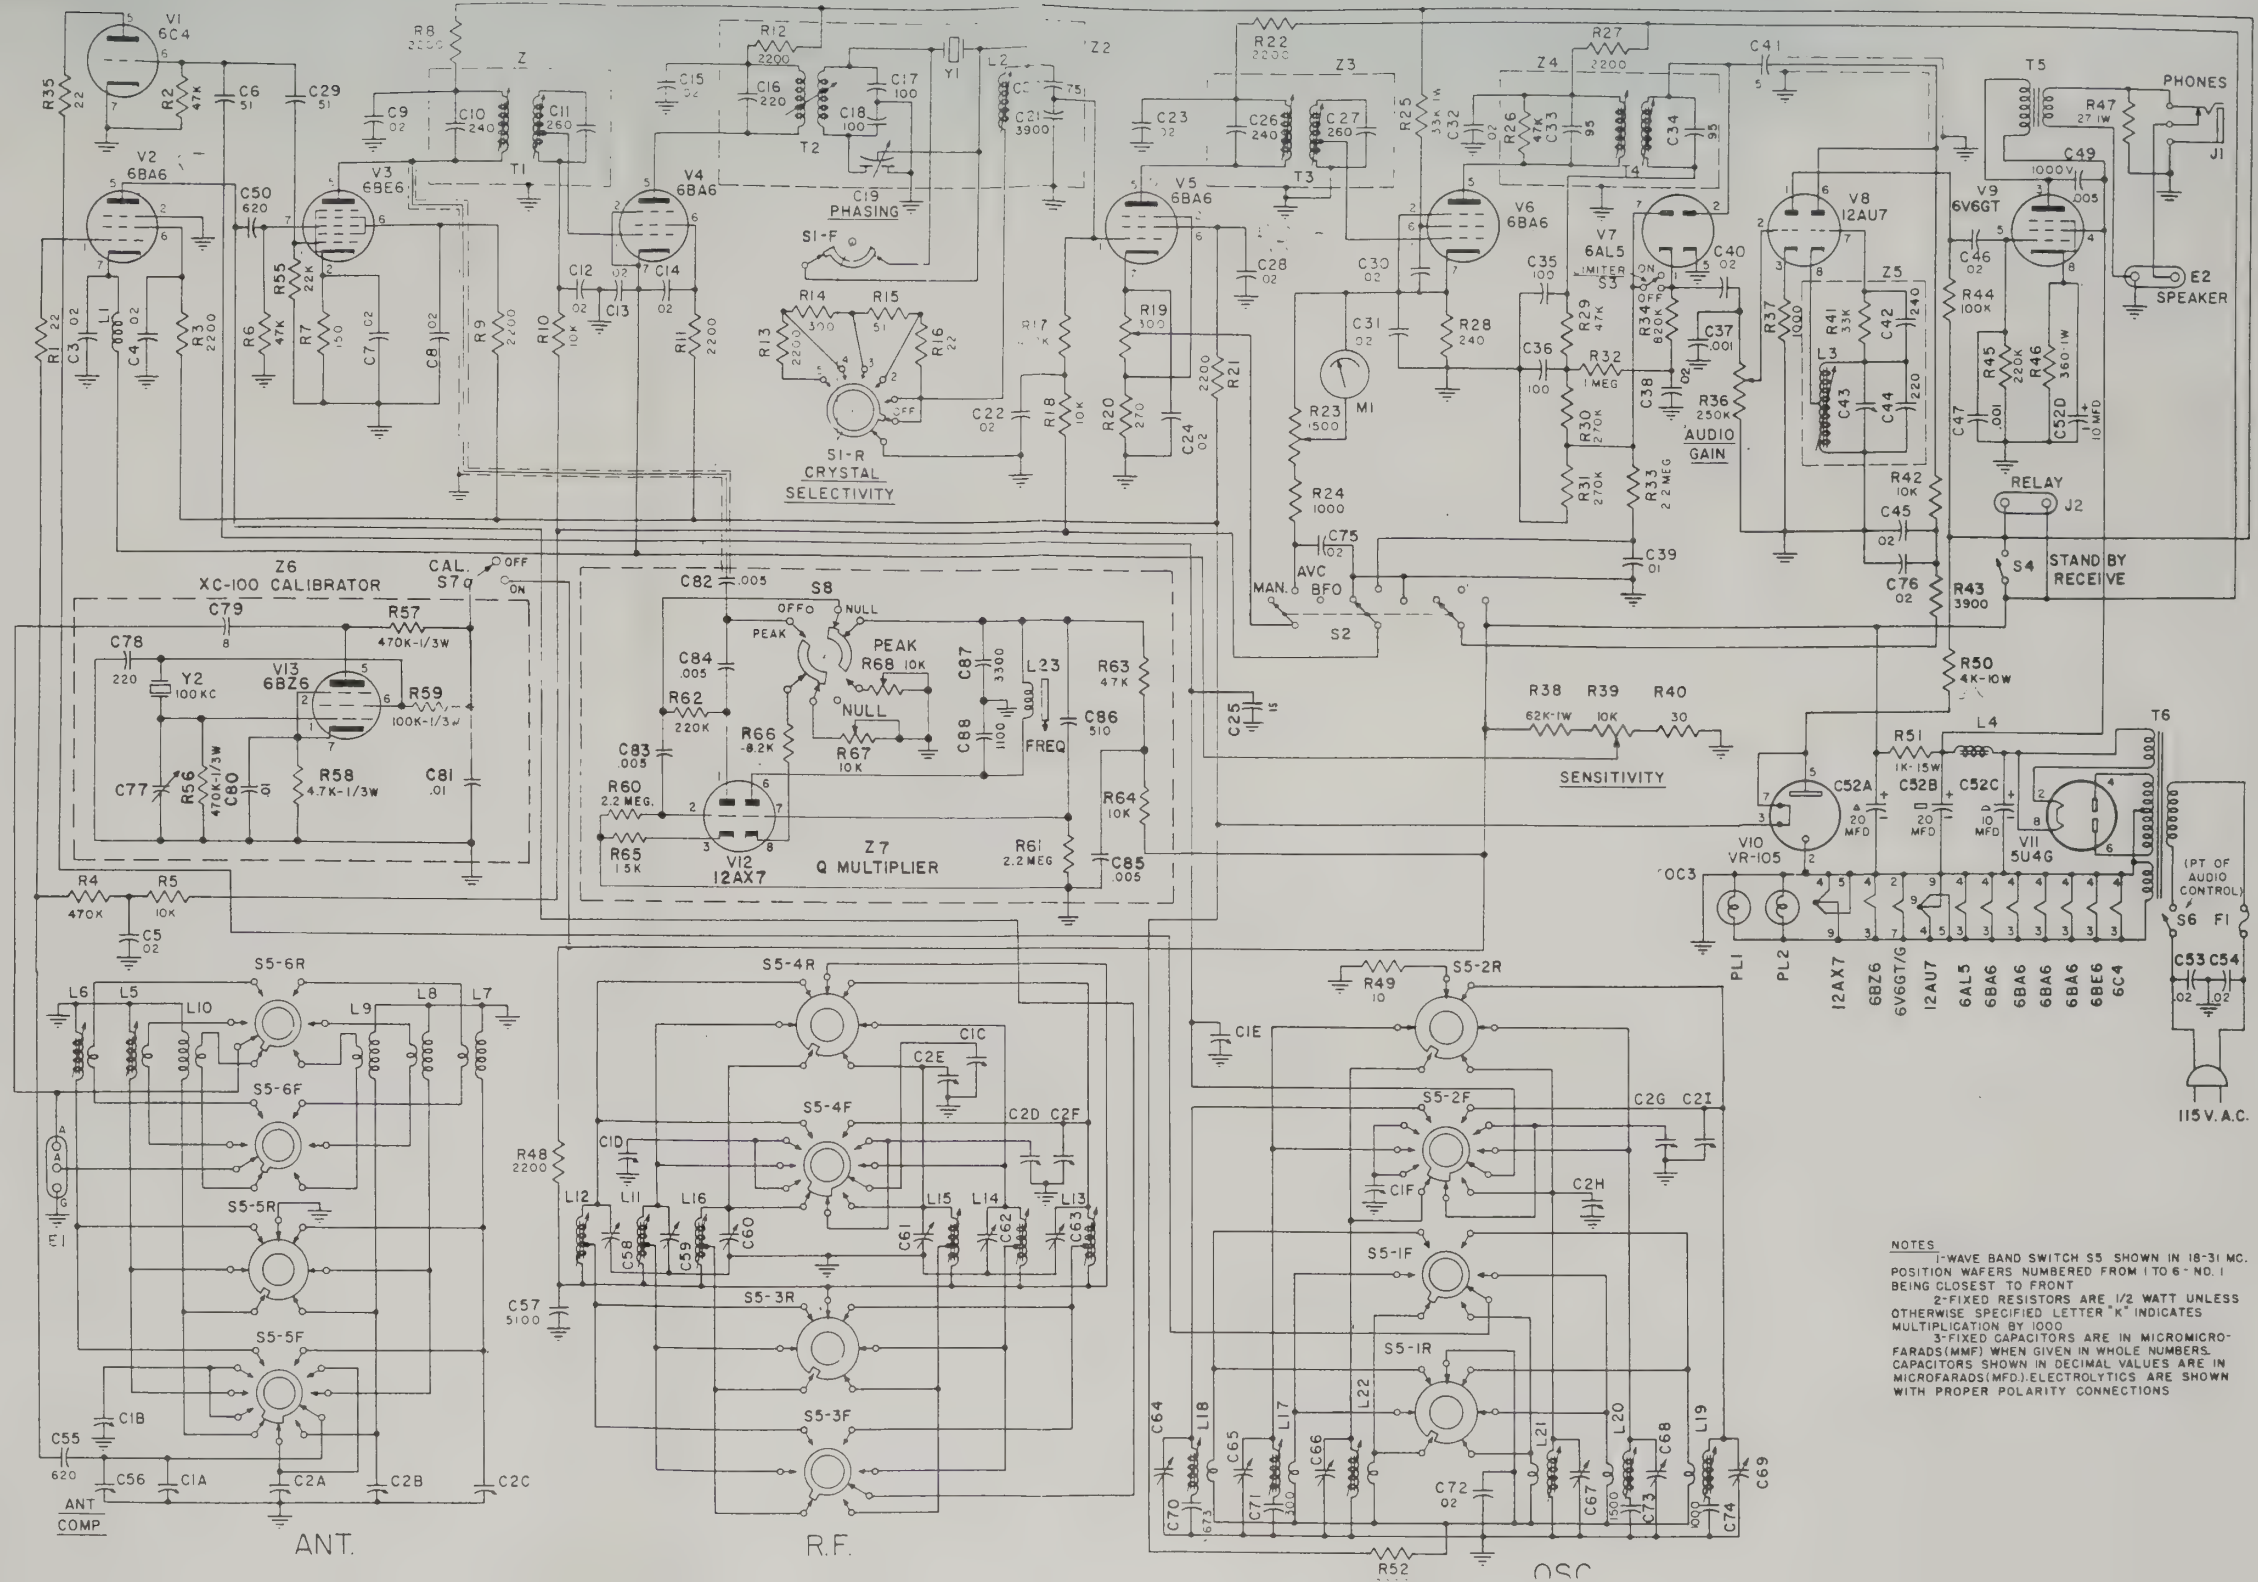 V1
6C4
R35
22
R2
47K
C6
51
C29
51
R8
2200
C9
02
Z
C10
240
C11
260
T1
V2
6BA6
C50
620
V3
6BE6
V4
6BA6
R12
2200
C15
02
C16
220
C17
100
C18
100
T2
Y1
L2
Z2
75
C21
3900
C19
PHASING
S1-F
R22
2200
Z3
C23
02
C26
240
C27
260
T3
R25
33K-1W
R27
2200
Z4
C32
02
R26
47K
C33
95
C34
95
T4
C41
5
T5
PHONES
R47
27 1W
J1
C49
1000V
.005
V5
6BA6
V6
6BA6
V7
6AL5
V8
12AU7
V9
6V6GT
E2
SPEAKER
R1
22
C3
02
L1
C4
02
R3
2200
R6
47K
R55
22K
R7
150
C7
02
C8
02
R9
2200
R10
10K
C12
02
02
C13
C14
02
R11
2200
R13
2200
R14
300
R15
51
R16
22
OFF
S1-R
CRYSTAL
SELECTIVITY
R17
R18
10K
C22
02
R19
300
R20
270
C24
02
R21
2200
C28
02
C30
02
C31
02
R28
240
M1
R23
1500
R24
1000
C75
02
C35
100
C36
100
R29
47K
R32
1 MEG
R30
270K
R31
270K
R33
2.2 MEG
ON
S3
OFF
R34
820K
C38
02
C40
02
C37
.001
R36
250K
AUDIO
GAIN
R37
1000
Z5
R41
33K
C42
240
L3
C43
C44
220
R44
100K
C46
02
R45
220K
R46
360-1W
C47
.001
C52D
10 MFD
R42
10K
RELAY
J2
C45
02
C76
02
R43
3900
S4
STAND BY
RECEIVE
C39
01
MAN.
AVC
BFO
S2
Z6
XC-100 CALIBRATOR
CAL.
S7
OFF
ON
C79
8
R57
470K-1/3W
C78
220
Y2
100KC
V13
6BZ6
R59
100K-1/3W
C77
R56
470K-1/3W
C80
.01
R58
4.7K-1/3W
C81
.01
C82
.005
S8
OFF
NULL
PEAK
PEAK
R68 10K
NULL
R67
10K
C84
.005
R62
220K
C83
.005
R66
8.2K
C87
3300
L23
C88
1100
FREQ
C86
510
R63
47K
R64
10K
R60
2.2 MEG.
R65
1.5K
R61
2.2MEG
C85
.005
V12
12AX7
Z7
Q MULTIPLIER
C25
15
R38
62K-1W
R39
10K
R40
30
SENSITIVITY
R50
4K-10W
L4
T6
R51
1K-15W
C52A
20
MFD
C52B
20
MFD
C52C
10
MFD
V10
VR-105
OC3
V11
5U4G
(PT OF
AUDIO
CONTROL)
S6
F1
C53
.02
C54
.02
115 V. A.C.
PL1
PL2
12AX7
6BZ6
6V6GT/G
12AU7
6AL5
6BA6
6BA6
6BA6
6BA6
6BE6
6C4
R4
470K
R5
10K
C5
02
S5-6R
L6
L5
L10
L9
L8
L7
S5-6F
S5-5R
S5-5F
A
A
G
C1B
C55
620
C56
C1A
C2A
C2B
C2C
ANT
COMP
ANT.
S5-4R
C1C
C2E
S5-4F
C2D
C2F
C1D
R48
2200
L12
L11
L16
L15
L14
L13
C58
C59
C60
C61
C62
C63
C57
5100
S5-3R
S5-3F
R.F.
S5-2R
R49
10
C1E
S5-2F
C2G
C2I
C1F
C2H
S5-1F
S5-1R
C64
L18
C65
L17
C66
L22
L21
L20
C68
L19
C69
C70
673
C71
300
C72
02
C67
1500
C73
1000
C74
R52
OSC
NOTES
1-WAVE BAND SWITCH S5 SHOWN IN 18-31 MC.
POSITION WAFERS NUMBERED FROM 1 TO 6 - NO. 1
BEING CLOSEST TO FRONT
2-FIXED RESISTORS ARE 1/2 WATT UNLESS
OTHERWISE SPECIFIED LETTER "K" INDICATES
MULTIPLICATION BY 1000
3-FIXED CAPACITORS ARE IN MICROMICRO-
FARADS(MMF) WHEN GIVEN IN WHOLE NUMBERS.
CAPACITORS SHOWN IN DECIMAL VALUES ARE IN
MICROFARADS(MFD.).ELECTROLYTICS ARE SHOWN
WITH PROPER POLARITY CONNECTIONS